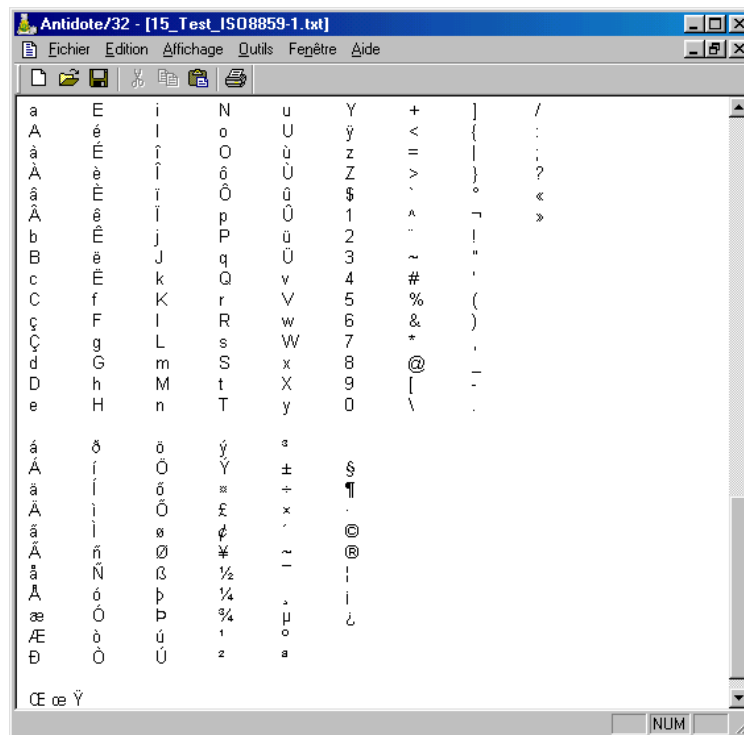 Antidote/32 - [15_Test_ISO8859-1.txt]
Fichier Edition Affichage Outils Fenêtre Aide
a E i N u Y + ] /
A é I o U ÿ < { :
à É î O ù z = | ;
À è Î ô Ù Z > } ?
â È ï Ô û $ ` ° «
Â ê Ï p Û 1 ^ ¬ »
b Ê j P ü 2 ¨ !
B ë J q Ü 3 ~ "
c Ë k Q v 4 # '
C f K r V 5 % (
ç F l R w 6 & )
Ç g L s W 7 * ,
d G m S x 8 @ _
D h M t X 9 [ -
e H n T y 0 \ .
á ð ö ý ª
Á í Ö Ý ± §
ä Í ő ¤ ÷ ¶
Ä ì Ő £ × ·
ã Ì ø ¢ ´ ©
Ã ñ Ø ¥ ~ ®
å Ñ ß ½ ¯ ¦
Å ó þ ¼ ¸ ¡
æ Ó Þ ¾ µ ¿
Æ ò ú ¹ º
Ð Ò Ú ² ª
Œ œ Ÿ
NUM